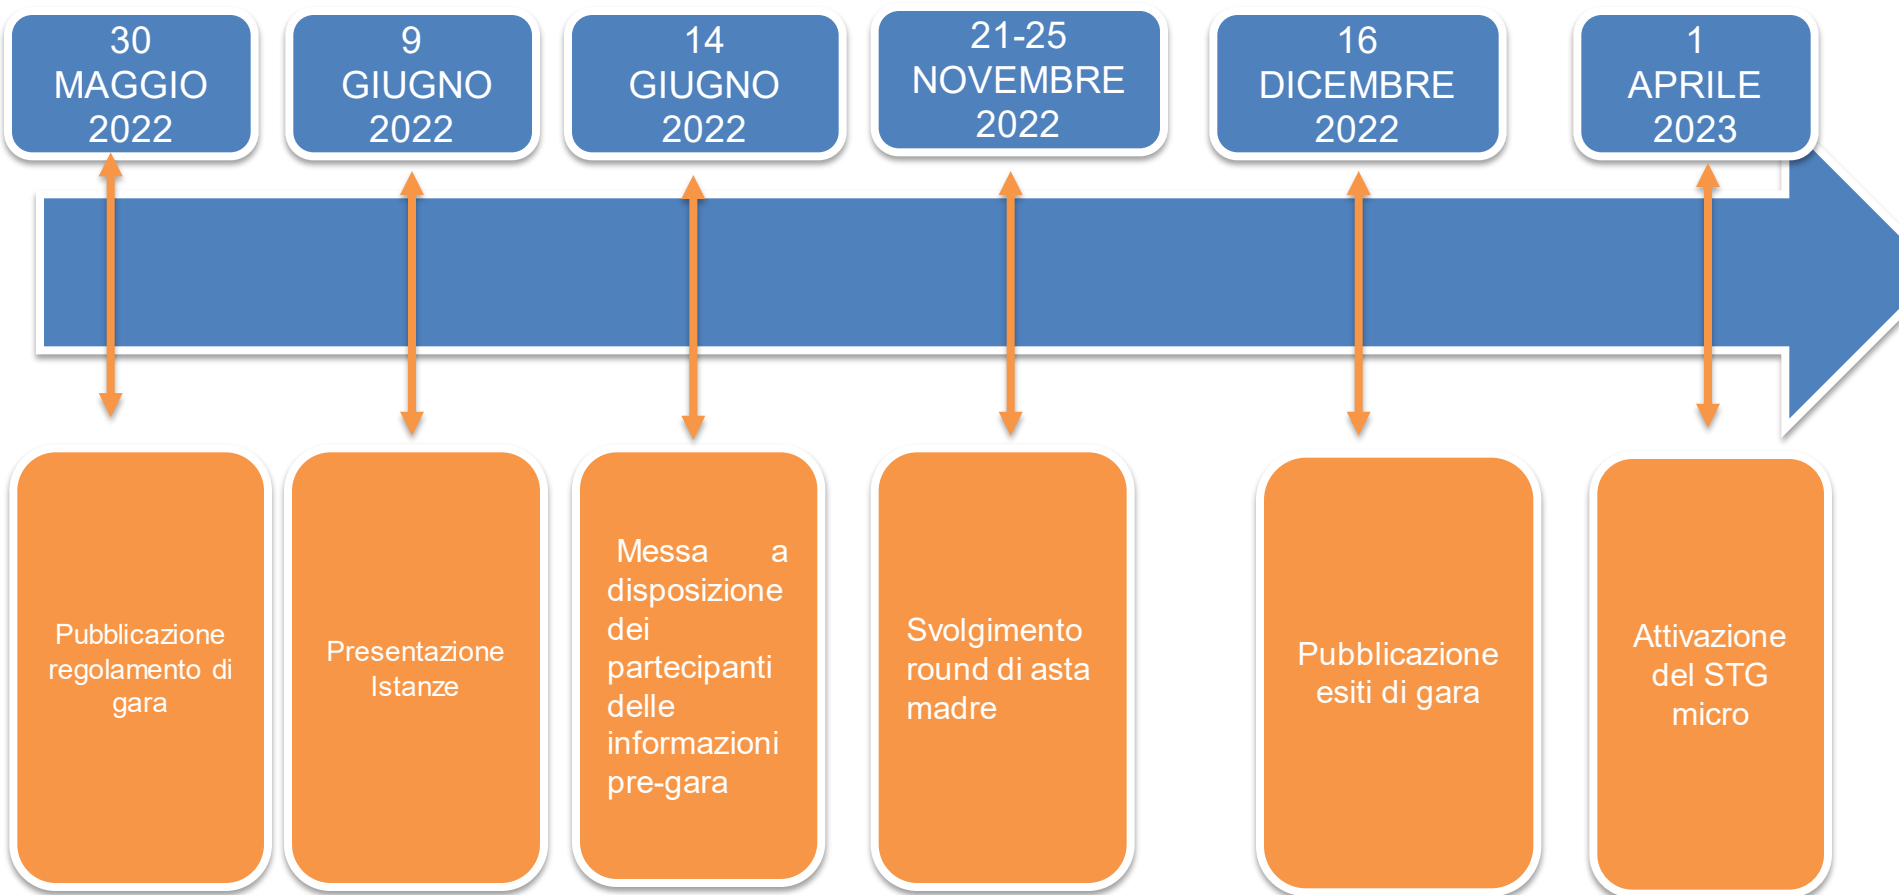 30
MAGGIO
2022
9
GIUGNO
2022
14
GIUGNO
2022
21-25
NOVEMBRE
2022
16
DICEMBRE
2022
1
APRILE
2023
Pubblicazione
regolamento di
gara
Presentazione
Istanze
Messa a
disposizione
dei
partecipanti
delle
informazioni
pre-gara
Svolgimento
round di asta
madre
Pubblicazione
esiti di gara
Attivazione
del STG
micro